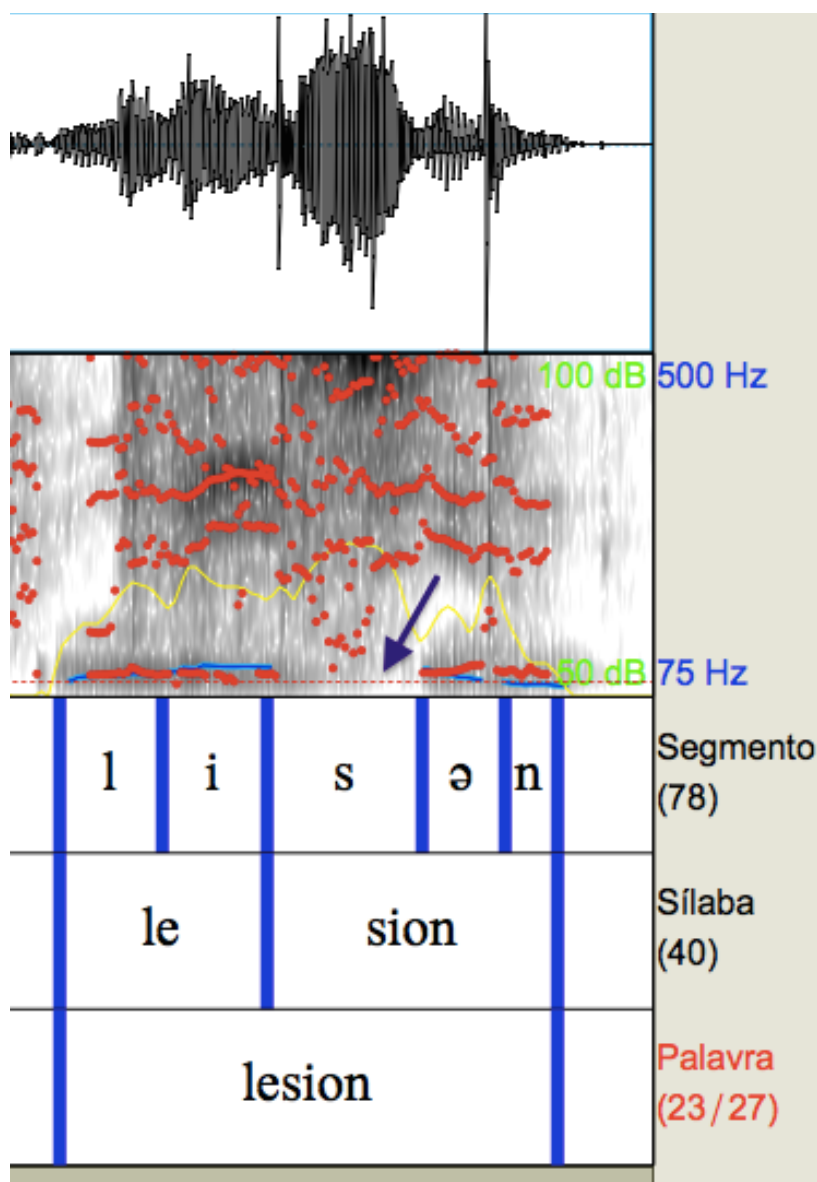 100 dB 500 Hz
50 dB 75 Hz
l i s ə n Segmento
(78)
le sion Sílaba
(40)
lesion Palavra
(23/27)